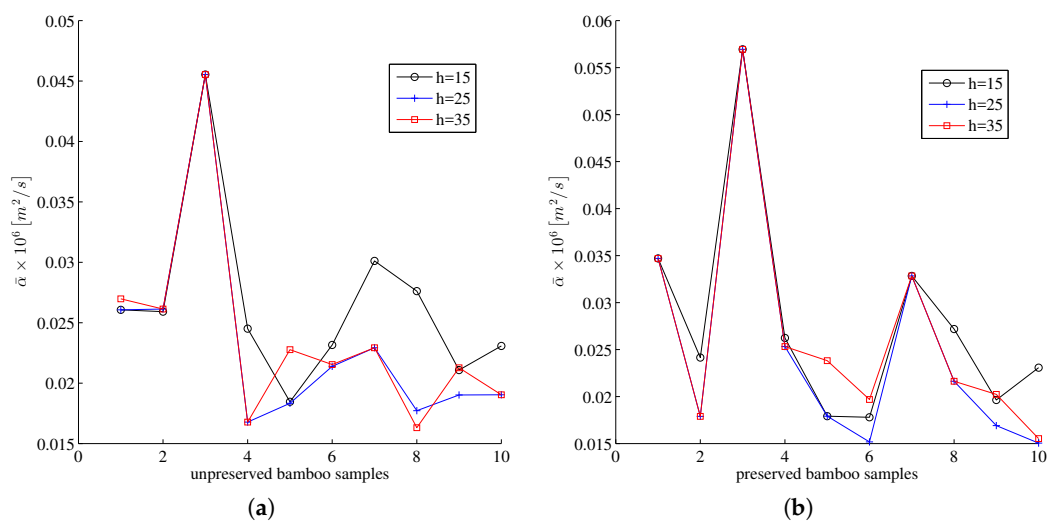 0.05
0.045
0.04
0.035
0.03
0.025
0.02
0.015
ᾱ × 10⁶ [m²/s]
h=15
h=25
h=35
0 2 4 6 8 10
unpreserved bamboo samples
(a)
0.06
0.055
0.05
0.045
0.04
0.035
0.03
0.025
0.02
0.015
ᾱ × 10⁶ [m²/s]
h=15
h=25
h=35
0 2 4 6 8 10
preserved bamboo samples
(b)